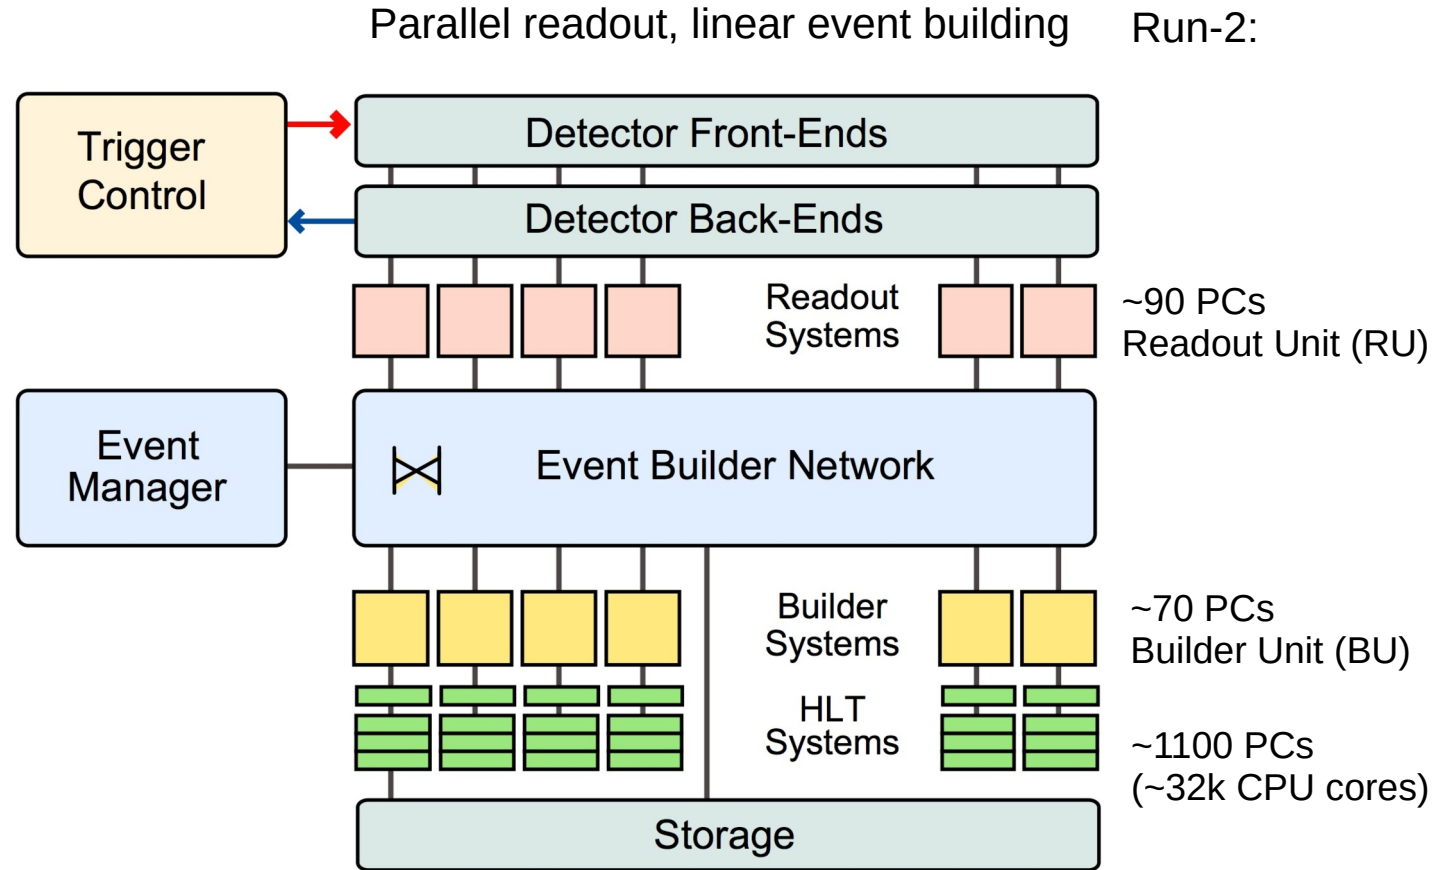 Parallel readout, linear event building
Run-2:
Trigger
Control
Detector Front-Ends
Detector Back-Ends
Readout
Systems
~90 PCs
Readout Unit (RU)
Event
Manager
Event Builder Network
Builder
Systems
~70 PCs
Builder Unit (BU)
HLT
Systems
~1100 PCs
(~32k CPU cores)
Storage